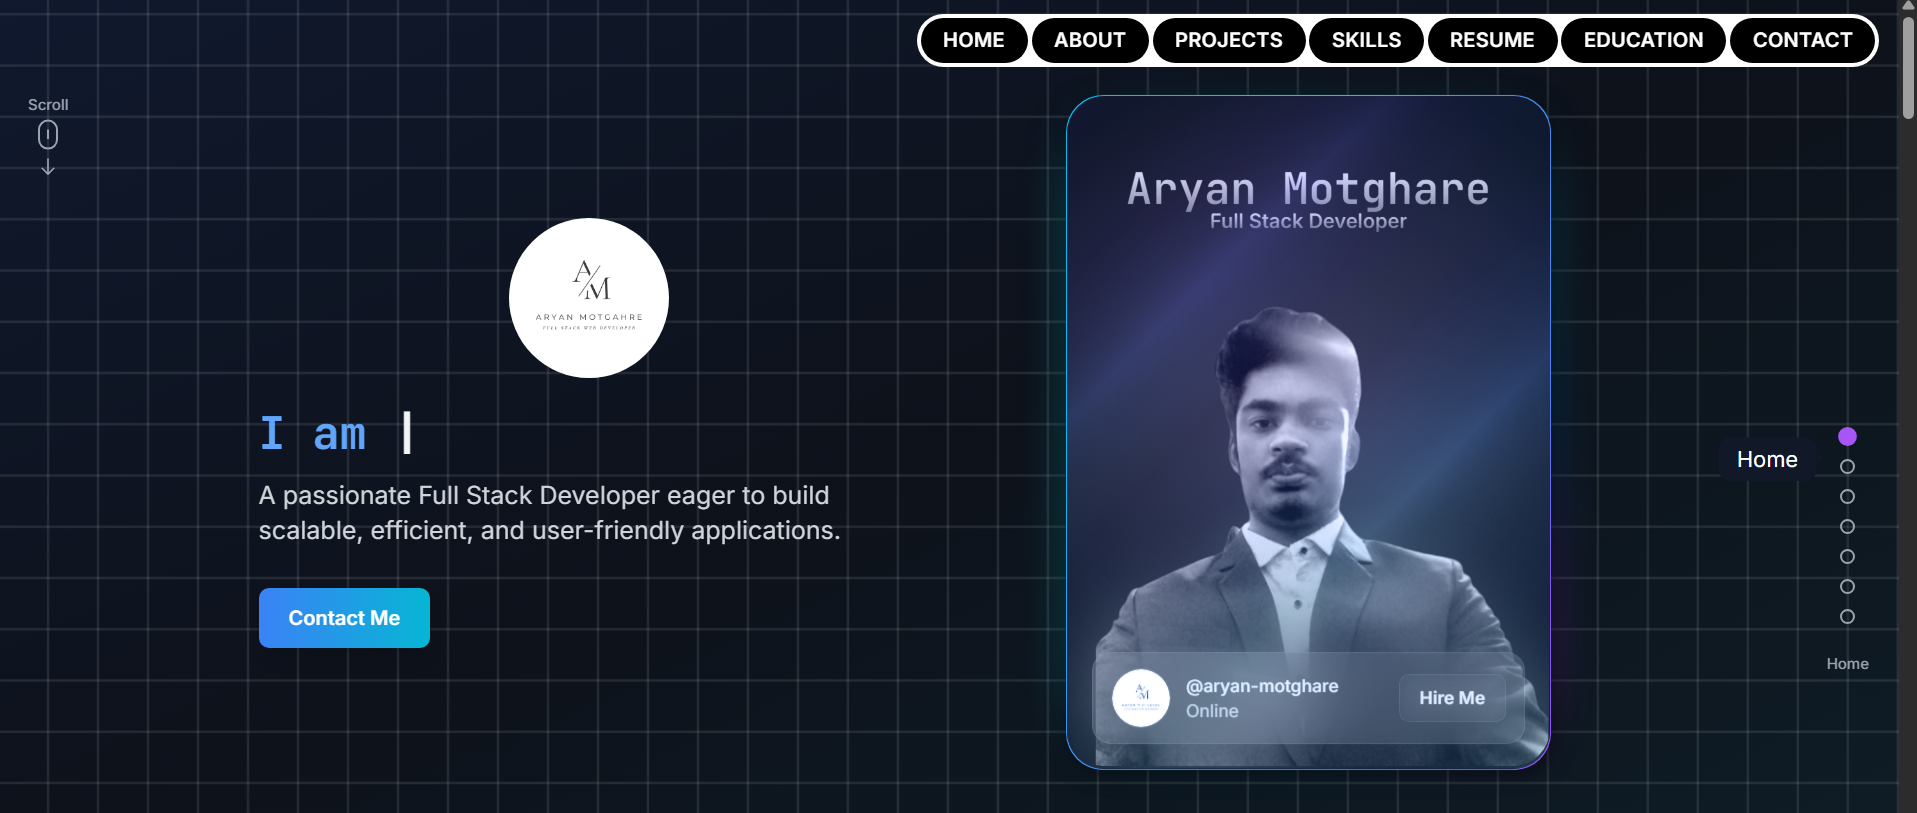 HOME ABOUT PROJECTS SKILLS RESUME EDUCATION CONTACT
Scroll
A/M
ARYAN MOTGAHRE
FULL STACK WEB DEVELOPER
I am |
A passionate Full Stack Developer eager to build
scalable, efficient, and user-friendly applications.
Contact Me
Aryan Motghare
Full Stack Developer
@aryan-motghare
Online
Hire Me
Home
Home